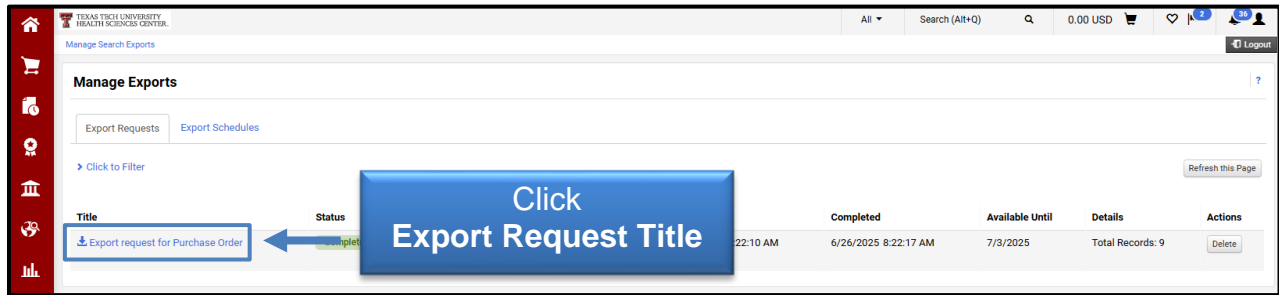 TEXAS TECH UNIVERSITY
HEALTH SCIENCES CENTER.
All Search (Alt+Q) 0.00 USD 2 36
Manage Search Exports Logout
Manage Exports ?
Export Requests Export Schedules
Click to Filter Refresh this Page
Click
Export Request Title
Title Status Completed Available Until Details Actions
Export request for Purchase Order :22:10 AM 6/26/2025 8:22:17 AM 7/3/2025 Total Records: 9 Delete